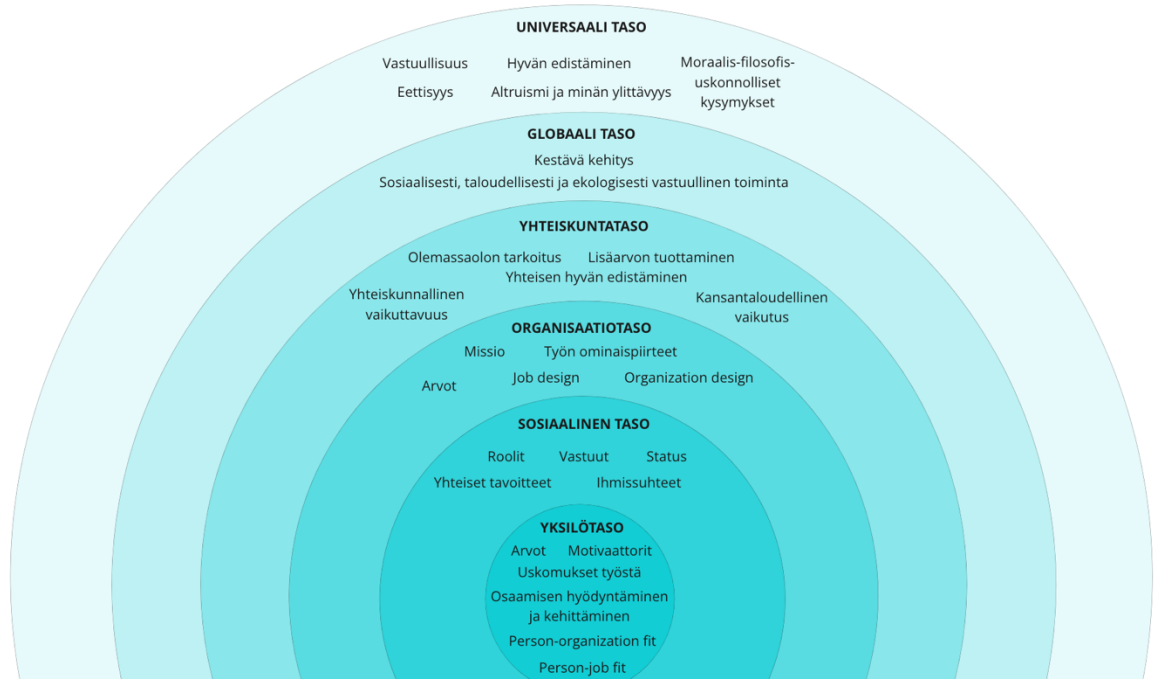 UNIVERSAALI TASO
Vastuullisuus Hyvän edistäminen Moraalis-filosofis-
uskonnolliset
kysymykset
Eettisyys Altruismi ja minän ylittävyys
GLOBAALI TASO
Kestävä kehitys
Sosiaalisesti, taloudellisesti ja ekologisesti vastuullinen toiminta
YHTEISKUNTATASO
Olemassaolon tarkoitus Lisäarvon tuottaminen
Yhteisen hyvän edistäminen
Yhteiskunnallinen
vaikuttavuus
Kansantaloudellinen
vaikutus
ORGANISAATIOTASO
Missio Työn ominaispiirteet
Arvot Job design Organization design
SOSIAALINEN TASO
Roolit Vastuut Status
Yhteiset tavoitteet Ihmissuhteet
YKSILÖTASO
Arvot Motivaattorit
Uskomukset työstä
Osaamisen hyödyntäminen
ja kehittäminen
Person-organization fit
Person-job fit